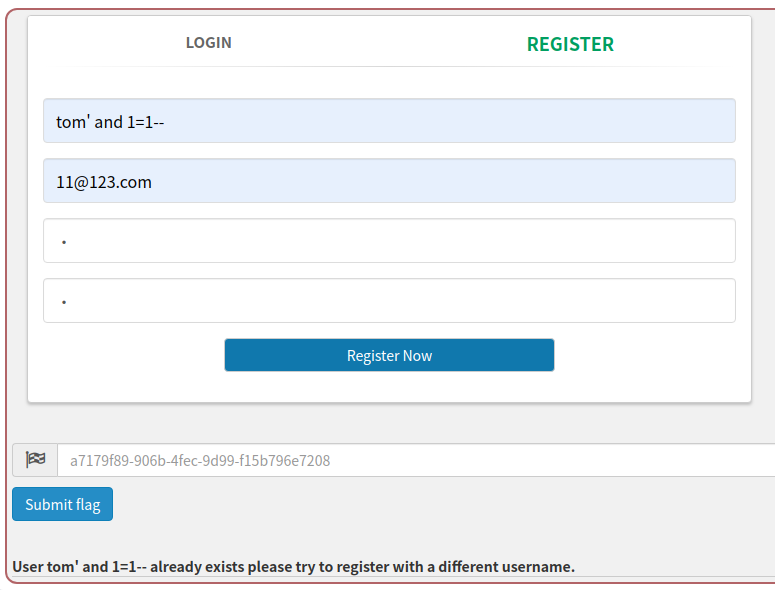 LOGIN REGISTER
tom' and 1=1--
11@123.com
Register Now
a7179f89-906b-4fec-9d99-f15b796e7208
Submit flag
User tom' and 1=1-- already exists please try to register with a different username.